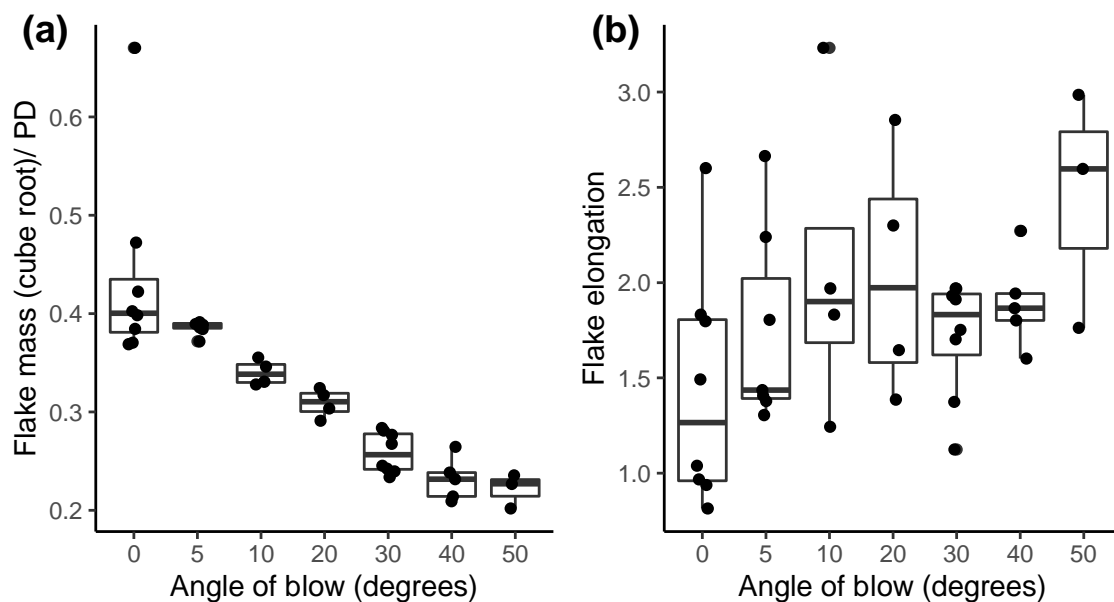 (a)
Flake mass (cube root)/ PD
0.6
0.5
0.4
0.3
0.2
0 5 10 20 30 40 50
Angle of blow (degrees)
(b)
Flake elongation
3.0
2.5
2.0
1.5
1.0
0 5 10 20 30 40 50
Angle of blow (degrees)